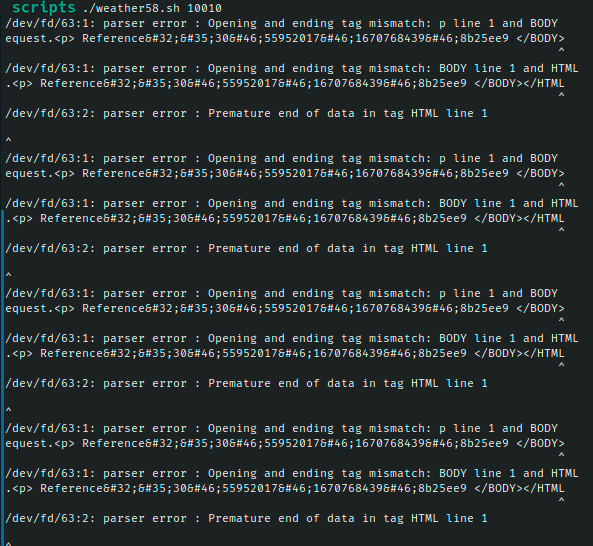 scripts ./weather58.sh 10010
/dev/fd/63:1: parser error : Opening and ending tag mismatch: p line 1 and BODY
equest.<p> Reference&#32;&#35;30&#46;55952017&#46;1670768439&#46;8b25ee9 </BODY>
^
/dev/fd/63:1: parser error : Opening and ending tag mismatch: BODY line 1 and HTML
.<p> Reference&#32;&#35;30&#46;55952017&#46;1670768439&#46;8b25ee9 </BODY></HTML
^
/dev/fd/63:2: parser error : Premature end of data in tag HTML line 1
^
/dev/fd/63:1: parser error : Opening and ending tag mismatch: p line 1 and BODY
equest.<p> Reference&#32;&#35;30&#46;55952017&#46;1670768439&#46;8b25ee9 </BODY>
^
/dev/fd/63:1: parser error : Opening and ending tag mismatch: BODY line 1 and HTML
.<p> Reference&#32;&#35;30&#46;55952017&#46;1670768439&#46;8b25ee9 </BODY></HTML
^
/dev/fd/63:2: parser error : Premature end of data in tag HTML line 1
^
/dev/fd/63:1: parser error : Opening and ending tag mismatch: p line 1 and BODY
equest.<p> Reference&#32;&#35;30&#46;55952017&#46;1670768439&#46;8b25ee9 </BODY>
^
/dev/fd/63:1: parser error : Opening and ending tag mismatch: BODY line 1 and HTML
.<p> Reference&#32;&#35;30&#46;55952017&#46;1670768439&#46;8b25ee9 </BODY></HTML
^
/dev/fd/63:2: parser error : Premature end of data in tag HTML line 1
^
/dev/fd/63:1: parser error : Opening and ending tag mismatch: p line 1 and BODY
equest.<p> Reference&#32;&#35;30&#46;55952017&#46;1670768439&#46;8b25ee9 </BODY>
^
/dev/fd/63:1: parser error : Opening and ending tag mismatch: BODY line 1 and HTML
.<p> Reference&#32;&#35;30&#46;55952017&#46;1670768439&#46;8b25ee9 </BODY></HTML
^
/dev/fd/63:2: parser error : Premature end of data in tag HTML line 1
^